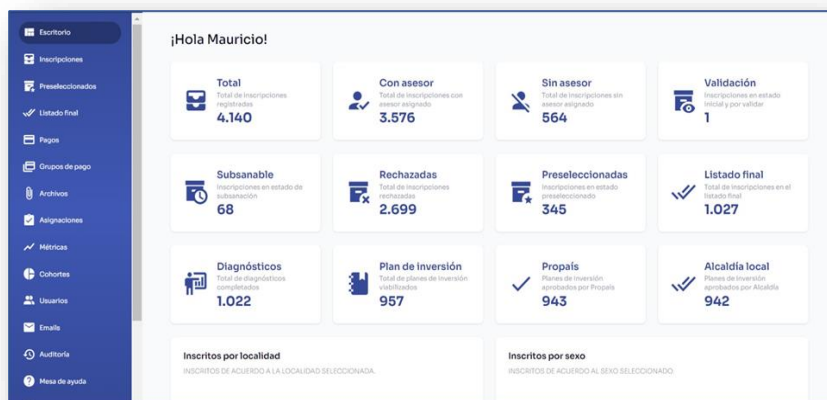 Escritorio
Inscripciones
Preseleccionados
Listado final
Pagos
Grupos de pago
Archivos
Asignaciones
Métricas
Cohortes
Usuarios
Emails
Auditoría
Mesa de ayuda
¡Hola Mauricio!
Total
Total de inscripciones
registradas
4.140
Con asesor
Total de inscripciones con
asesor asignado
3.576
Sin asesor
Total de inscripciones sin
asesor asignado
564
Validación
Inscripciones en estado
inicial y por validar
1
Subsanable
Inscripciones en estado de
subsanación
68
Rechazadas
Total de inscripciones
rechazadas
2.699
Preseleccionadas
Inscripciones en estado
preseleccionado
345
Listado final
Total de inscripciones en el
listado final
1.027
Diagnósticos
Total de diagnósticos
completados
1.022
Plan de inversión
Total de planes de inversión
viabilizados
957
Propaís
Planes de inversión
aprobados por Propaís
943
Alcaldía local
Planes de inversión
aprobados por Alcaldía
942
Inscritos por localidad
INSCRITOS DE ACUERDO A LA LOCALIDAD SELECCIONADA.
Inscritos por sexo
INSCRITOS DE ACUERDO AL SEXO SELECCIONADO.